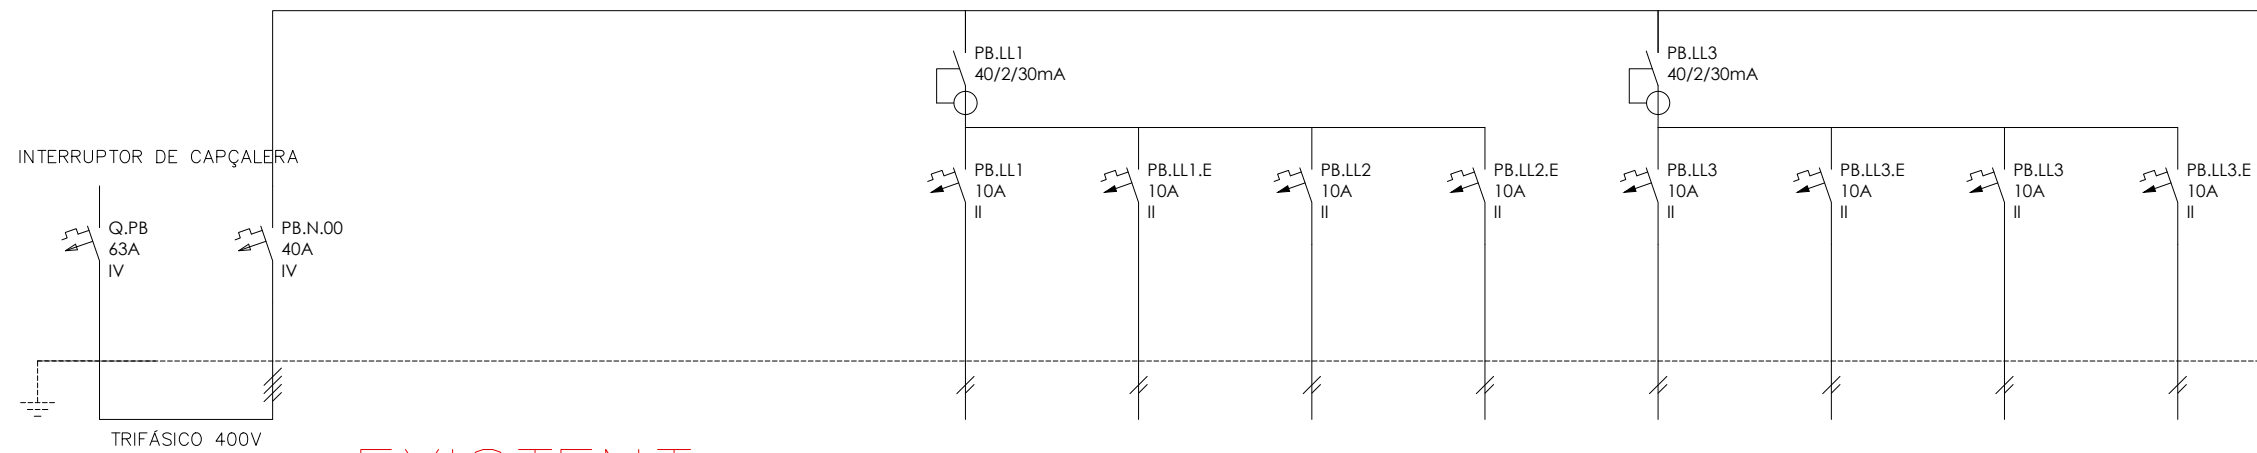 PB.LL1
40/2/30mA
PB.LL3
40/2/30mA
INTERRUPTOR DE CAPÇALERA
PB.LL1
10A
II
PB.LL1.E
10A
II
PB.LL2
10A
II
PB.LL2.E
10A
II
PB.LL3
10A
II
PB.LL3.E
10A
II
PB.LL3
10A
II
PB.LL3.E
10A
II
Q.PB
63A
IV
PB.N.00
40A
IV
TRIFÁSICO 400V
EXISTENT